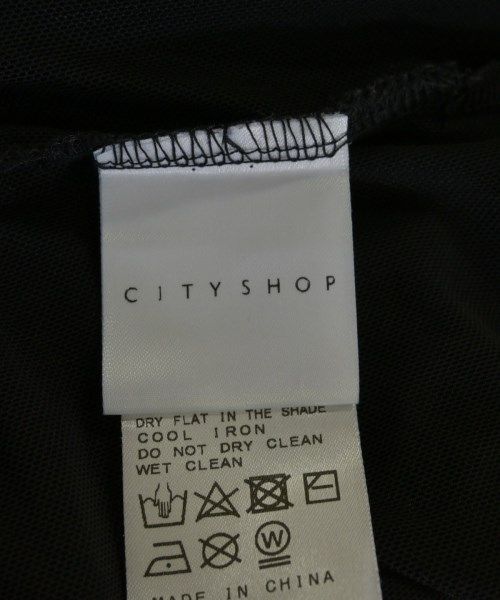 CITYSHOP
DRY FLAT IN THE SHADE
COOL IRON
DO NOT DRY CLEAN
WET CLEAN
W
MADE IN CHINA